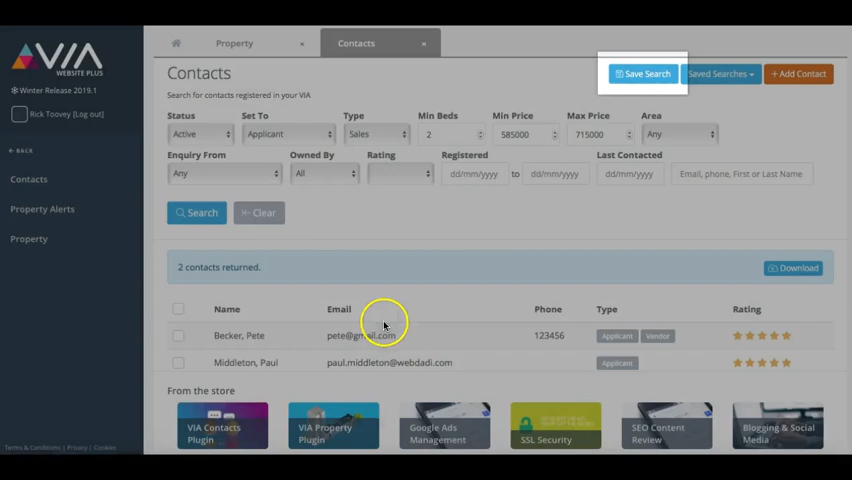 VIA
WEBSITE PLUS
Winter Release 2019.1
Rick Toovey [Log out]
BACK
Contacts
Property Alerts
Property
Terms & Conditions | Privacy | Cookies
Property × Contacts ×
Contacts
Save Search Saved Searches + Add Contact
Search for contacts registered in your VIA
Status Set To Type Min Beds Min Price Max Price Area
Active Applicant Sales 2 585000 715000 Any
Enquiry From Owned By Rating Registered Last Contacted
Any All dd/mm/yyyy to dd/mm/yyyy dd/mm/yyyy Email, phone, First or Last Name
Search Clear
2 contacts returned. Download
Name Email Phone Type Rating
Becker, Pete pete@gmail.com 123456 Applicant Vendor
Middleton, Paul paul.middleton@webdadi.com Applicant
From the store
VIA Contacts Plugin
VIA Property Plugin
Google Ads Management
SSL Security
SEO Content Review
Blogging & Social Media